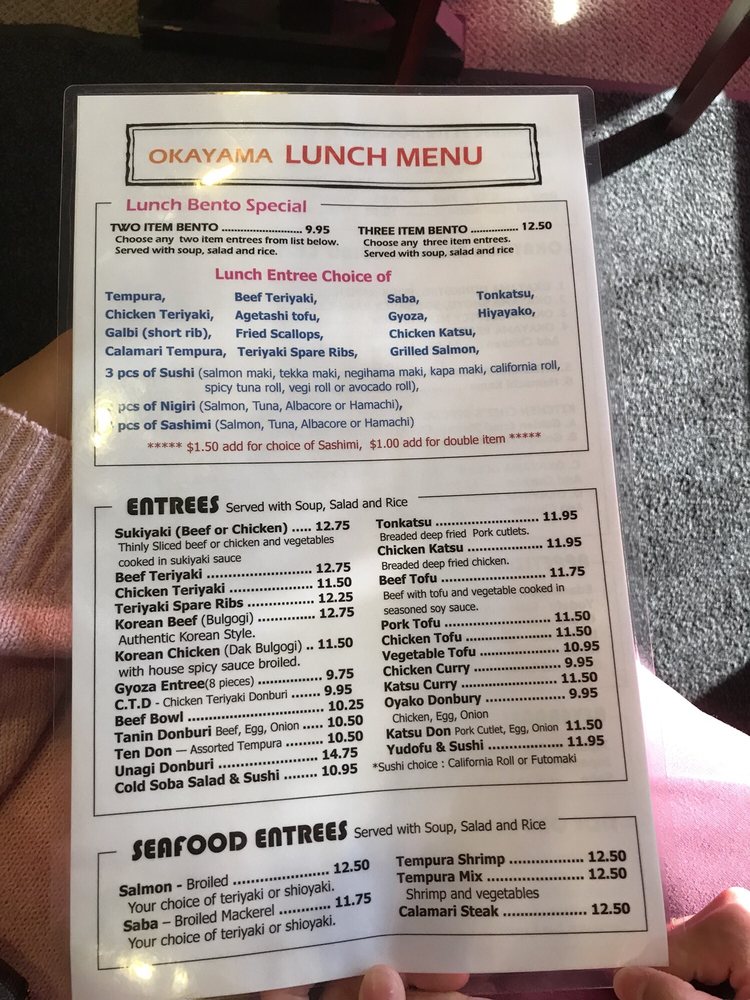 OKAYAMA LUNCH MENU
Lunch Bento Special
TWO ITEM BENTO ........................... 9.95
Choose any two item entrees from list below.
Served with soup, salad and rice.
THREE ITEM BENTO ................ 12.50
Choose any three item entrees.
Served with soup, salad and rice
Lunch Entree Choice of
Tempura, Beef Teriyaki, Saba, Tonkatsu,
Chicken Teriyaki, Agetashi tofu, Gyoza, Hiyayako,
Galbi (short rib), Fried Scallops, Chicken Katsu,
Calamari Tempura, Teriyaki Spare Ribs, Grilled Salmon,
3 pcs of Sushi (salmon maki, tekka maki, negihama maki, kapa maki, california roll,
spicy tuna roll, vegi roll or avocado roll),
pcs of Nigiri (Salmon, Tuna, Albacore or Hamachi),
pcs of Sashimi (Salmon, Tuna, Albacore or Hamachi)
***** $1.50 add for choice of Sashimi, $1.00 add for double item *****
ENTREES Served with Soup, Salad and Rice
Sukiyaki (Beef or Chicken) ..... 12.75
Thinly Sliced beef or chicken and vegetables
cooked in sukiyaki sauce
Beef Teriyaki ........................ 12.75
Chicken Teriyaki .................... 11.50
Teriyaki Spare Ribs ............... 12.25
Korean Beef (Bulgogi) ............. 12.75
Authentic Korean Style.
Korean Chicken (Dak Bulgogi) .. 11.50
with house spicy sauce broiled.
Gyoza Entree(8 pieces) ............... 9.75
C.T.D - Chicken Teriyaki Donburi ....... 9.95
Beef Bowl ............................... 10.25
Tanin Donburi Beef, Egg, Onion ..... 10.50
Ten Don — Assorted Tempura ......... 10.50
Unagi Donburi ........................ 14.75
Cold Soba Salad & Sushi ........ 10.95
Tonkatsu ........................ 11.95
Breaded deep fried Pork cutlets.
Chicken Katsu ................. 11.95
Breaded deep fried chicken.
Beef Tofu ........................ 11.75
Beef with tofu and vegetable cooked in
seasoned soy sauce.
Pork Tofu ........................ 11.50
Chicken Tofu .................... 11.50
Vegetable Tofu .................. 10.95
Chicken Curry .................... 9.95
Katsu Curry ...................... 11.50
Oyako Donbury ................... 9.95
Chicken, Egg, Onion
Katsu Don Pork Cutlet, Egg, Onion 11.50
Yudofu & Sushi ................. 11.95
*Sushi choice : California Roll or Futomaki
SEAFOOD ENTREES Served with Soup, Salad and Rice
Salmon - Broiled ...................... 12.50
Your choice of teriyaki or shioyaki.
Saba – Broiled Mackerel ............ 11.75
Your choice of teriyaki or shioyaki.
Tempura Shrimp ................. 12.50
Tempura Mix ...................... 12.50
Shrimp and vegetables
Calamari Steak ................... 12.50